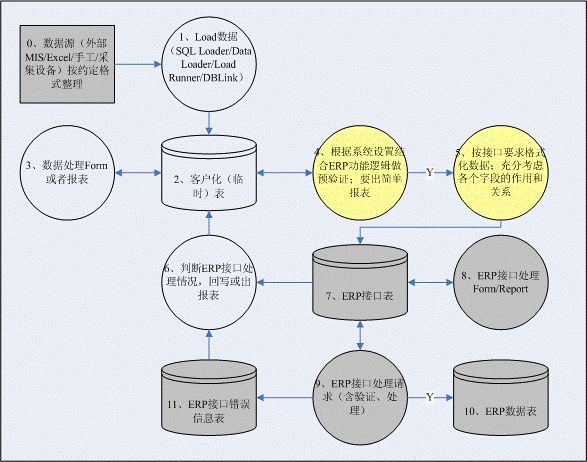 0、数据源（外部
MIS/Excel/手工/采
集设备）按约定格
式整理
1、Load数据
（SQL Loader/Data
Loader/Load
Runner/DBLink）
3、数据处理Form
或者报表
2、客户化（临
时）表
4、根据系统设置结
合ERP功能逻辑做
预验证；要出简单
报表
Y
5、按接口要求格式
化数据；充分考虑
各个字段的作用和
关系
6、判断ERP接口处
理情况，回写或出
报表
7、ERP接口表
8、ERP接口处理
Form/Report
11、ERP接口错误
信息表
9、ERP接口处理请
求（含验证、处
理）
Y
10、ERP数据表